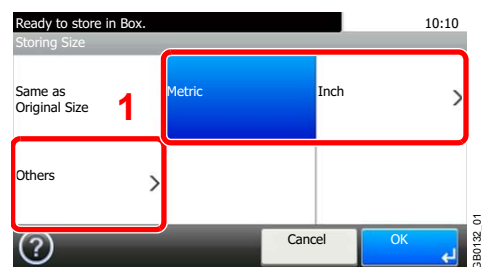 Ready to store in Box.
10:10
Storing Size
Same as
Original Size
1
Metric
Inch
Others
?
Cancel
OK
GB0132_01